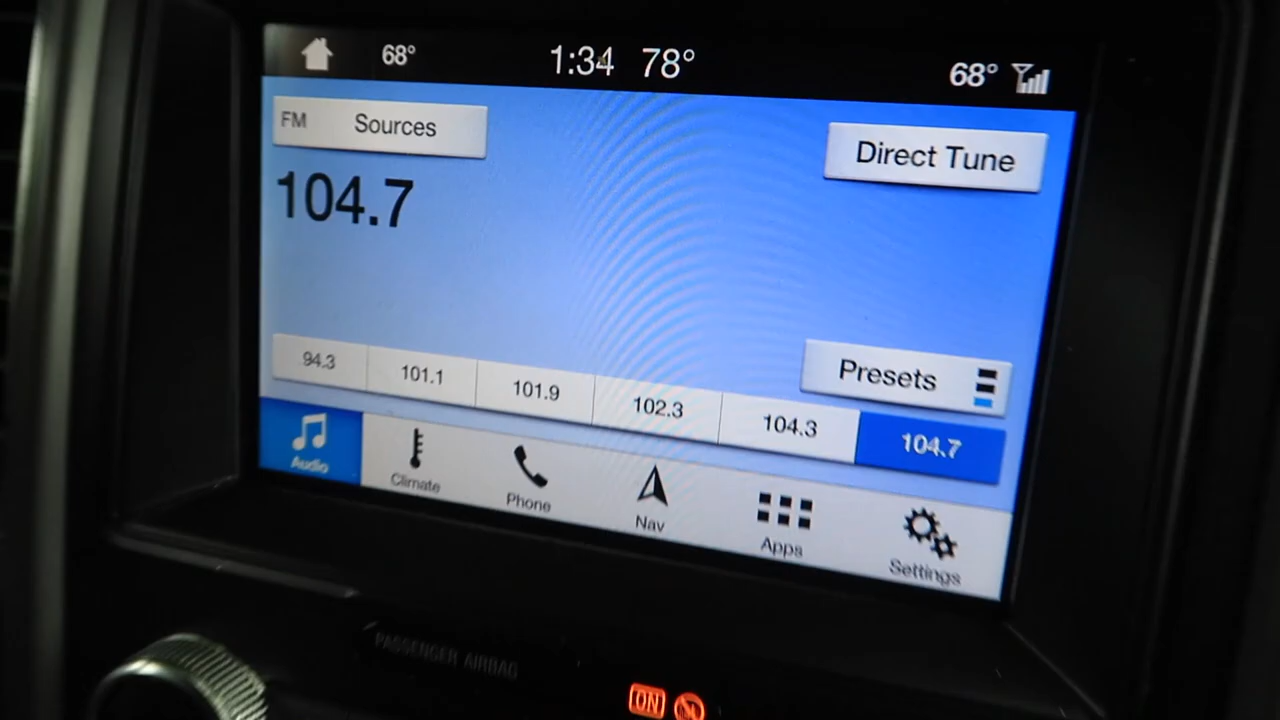 68° 1:34 78° 68°
FM Sources
Direct Tune
104.7
Presets
94.3 101.1 101.9 102.3 104.3 104.7
Audio Climate Phone Nav Apps Settings
PASSENGER AIRBAG
ON